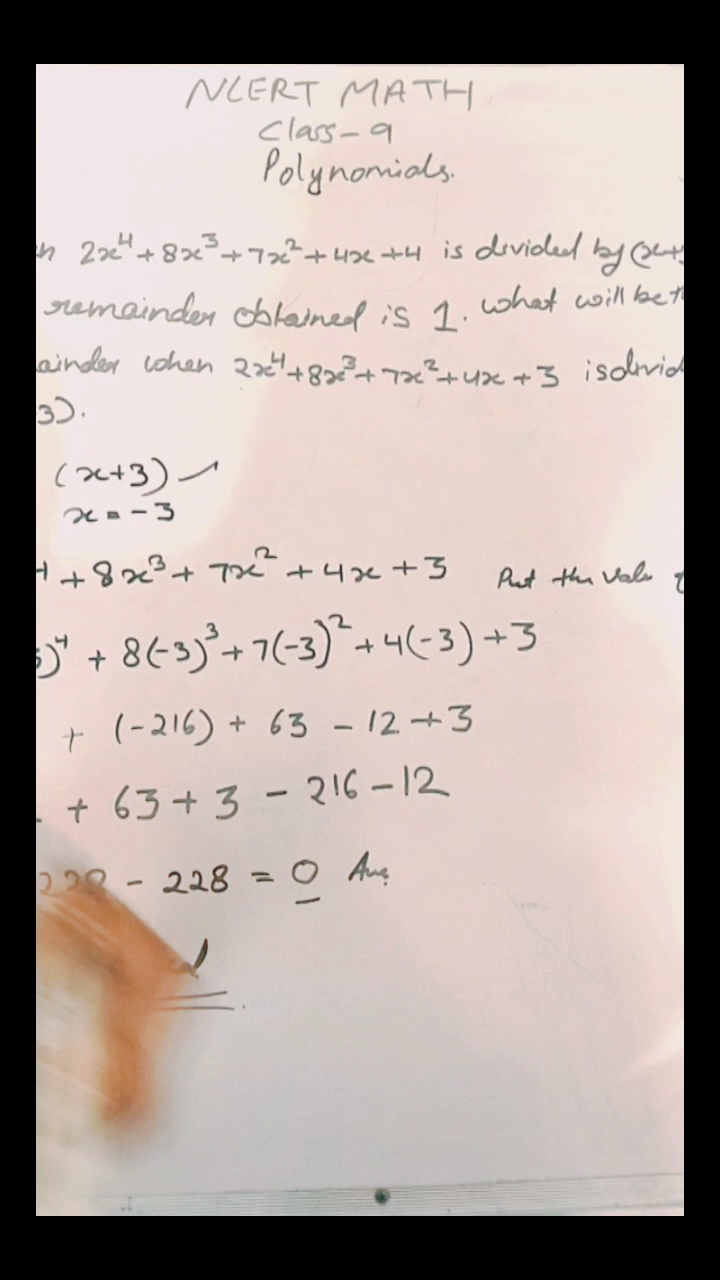 NCERT MATH
Class-9
Polynomials.
2x⁴+8x³+7x²+4x+4 is divided by (x+
remainder obtained is 1. what will be
ainder when 2x⁴+8x³+7x²+4x+3 isdivid
3).
(x+3)
x=-3
+8x³+7x²+4x+3 Put the
)⁴+8(-3)³+7(-3)²+4(-3)+3
+(-216)+63-12+3
+63+3-216-12
-228=0 Ans